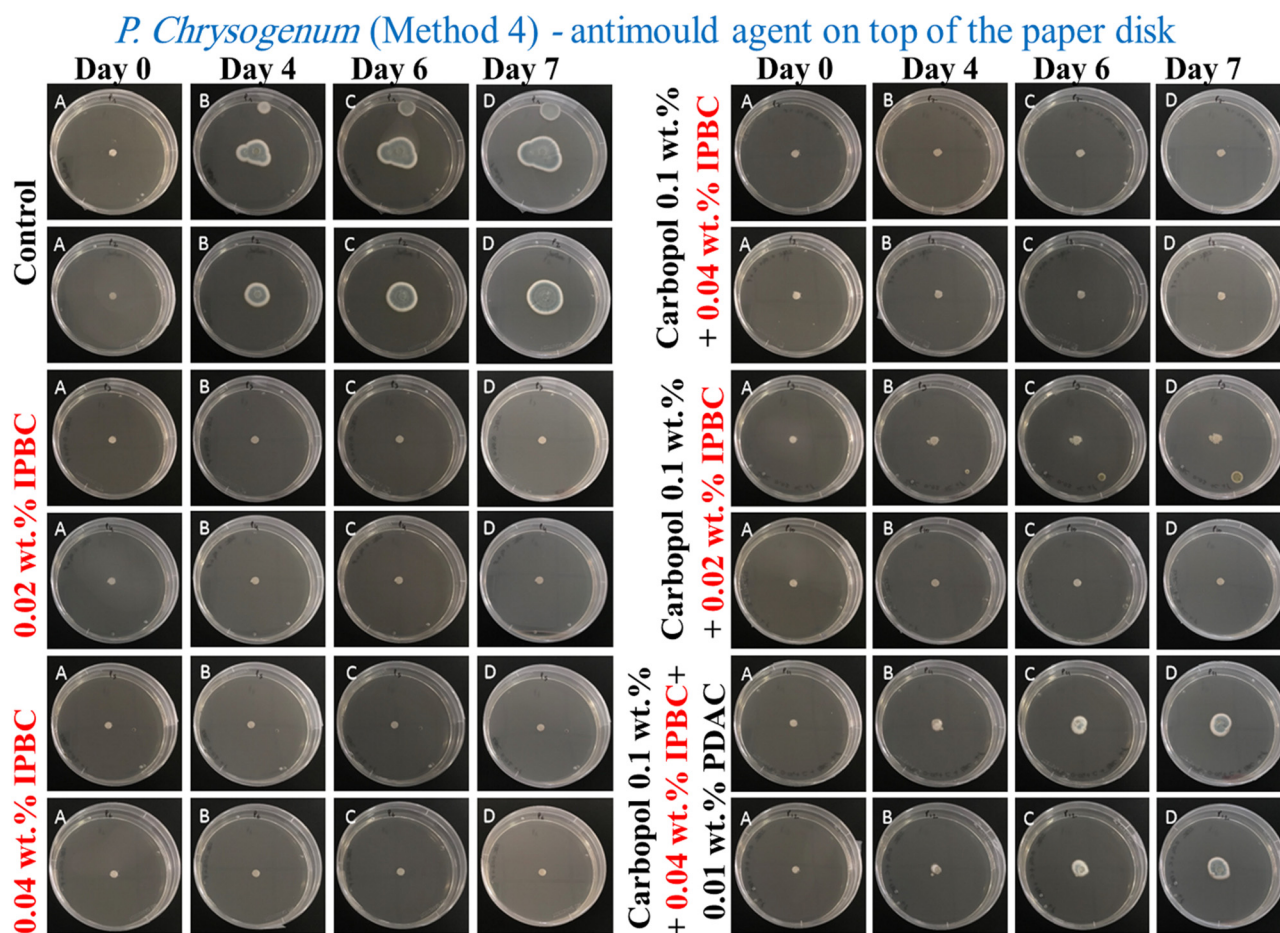 P. Chrysogenum (Method 4) - antimould agent on top of the paper disk
Day 0 Day 4 Day 6 Day 7
Control
A B C D
A B C D
0.02 wt.% IPBC
A B C D
A B C D
0.04 wt.% IPBC
A B C D
A B C D
Day 0 Day 4 Day 6 Day 7
Carbopol 0.1 wt.%
+ 0.04 wt.% IPBC
A B C D
A B C D
Carbopol 0.1 wt.%
+ 0.02 wt.% IPBC
A B C D
A B C D
Carbopol 0.1 wt.%
+ 0.04 wt.% IPBC+
0.01 wt.% PDAC
A B C D
A B C D